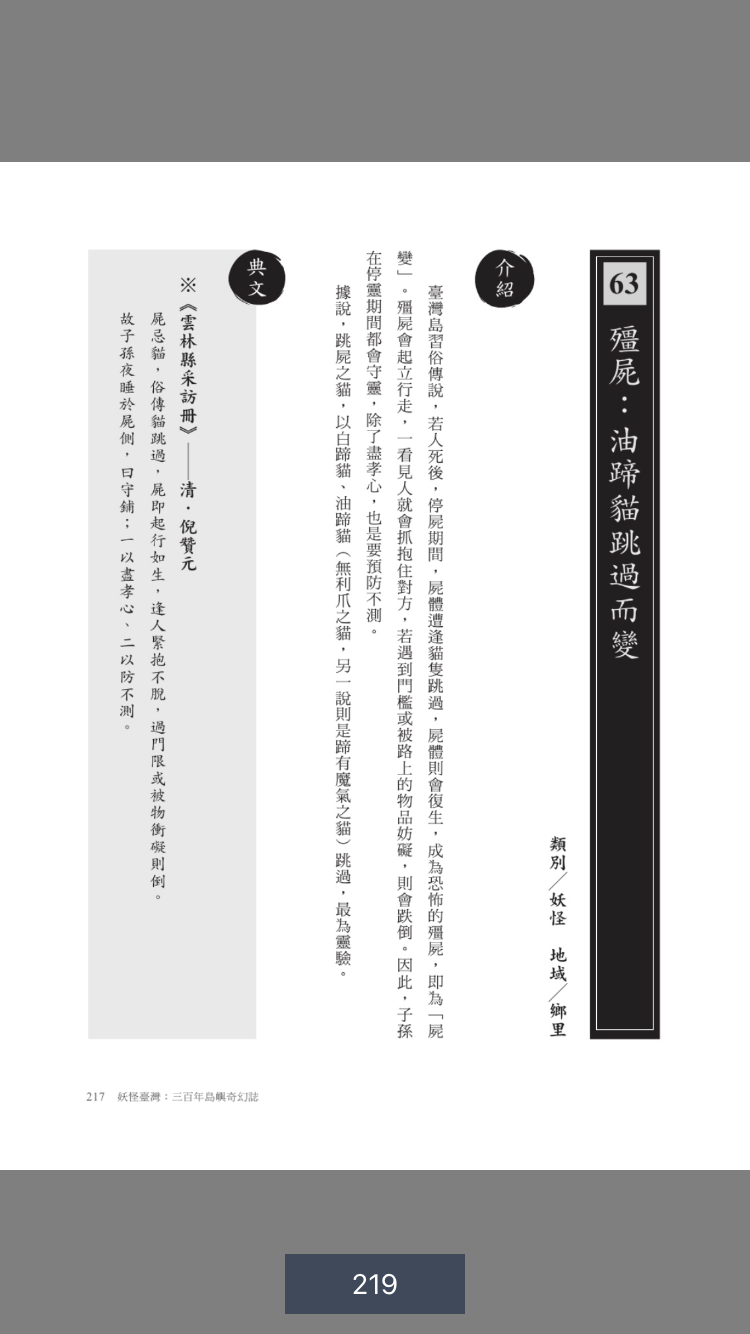 63
殭屍：油蹄貓跳過而變
類別／妖怪　地域／鄉里
介紹
臺灣島習俗傳說，若人死後，停屍期間，屍體遭逢貓隻跳過，屍體則會復生，成為恐怖的殭屍，即為「屍
變」。殭屍會起立行走，一看見人就會抓抱住對方，若遇到門檻或被路上的物品妨礙，則會跌倒。因此，子孫
在停靈期間都會守靈，除了盡孝心，也是要預防不測。
據說，跳屍之貓，以白蹄貓、油蹄貓（無利爪之貓，另一說則是蹄有魔氣之貓）跳過，最為靈驗。
典文
※《雲林縣采訪冊》——清．倪贊元
屍忌貓，俗傳貓跳過，屍即起行如生，逢人緊抱不脫，過門限或被物衝礙則倒。
故子孫夜睡於屍側，曰守鋪；一以盡孝心、二以防不測。
217　妖怪臺灣：三百年島嶼奇幻誌
219